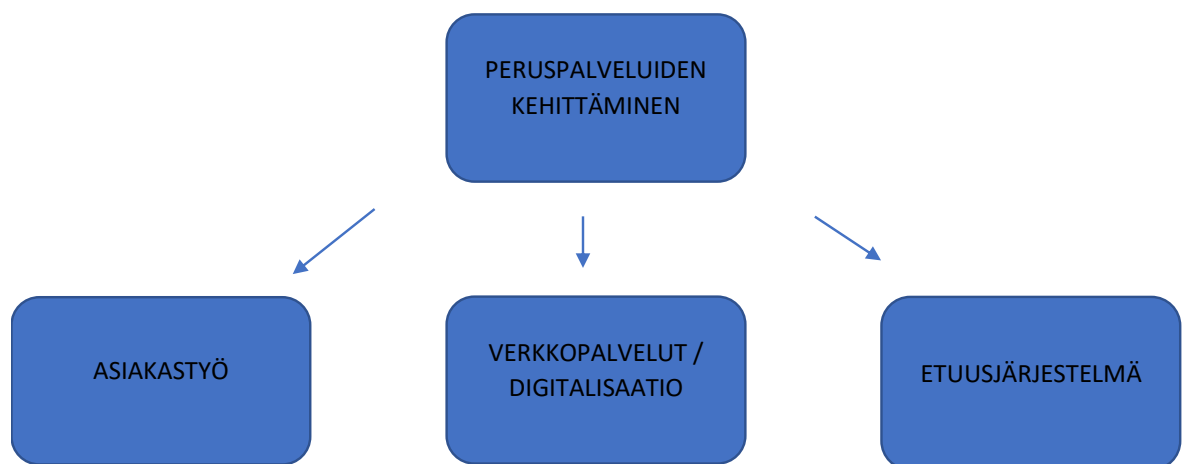 PERUSPALVELUIDEN
KEHITTÄMINEN
ASIAKASTYÖ
VERKKOPALVELUT /
DIGITALISAATIO
ETUUSJÄRJESTELMÄ